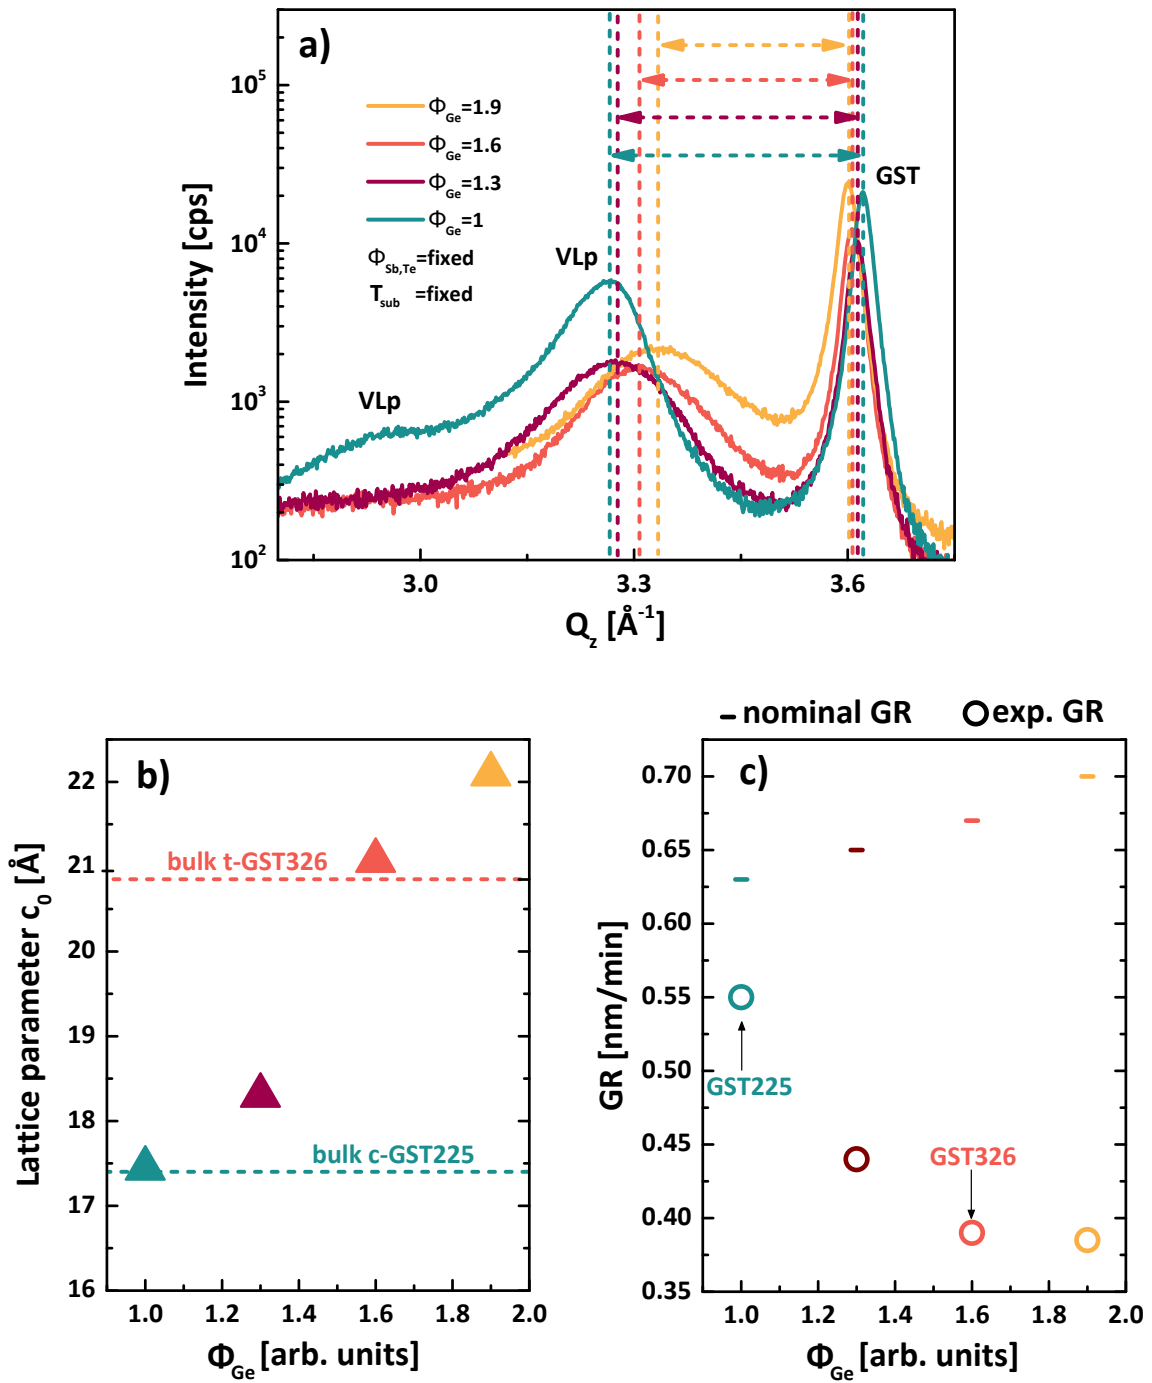 a)
Φ_Ge=1.9
Φ_Ge=1.6
Φ_Ge=1.3
Φ_Ge=1
Φ_Sb,Te=fixed
T_sub =fixed
VLp
VLp
GST
10^5
10^4
10^3
10^2
Intensity [cps]
3.0 3.3 3.6
Q_z [Å^-1]
b)
22
21
20
19
18
17
16
Lattice parameter c_0 [Å]
bulk t-GST326
bulk c-GST225
1.0 1.2 1.4 1.6 1.8 2.0
Φ_Ge [arb. units]
nominal GR exp. GR
c)
0.70
0.65
0.60
0.55
0.50
0.45
0.40
0.35
GR [nm/min]
GST225
GST326
1.0 1.2 1.4 1.6 1.8 2.0
Φ_Ge [arb. units]